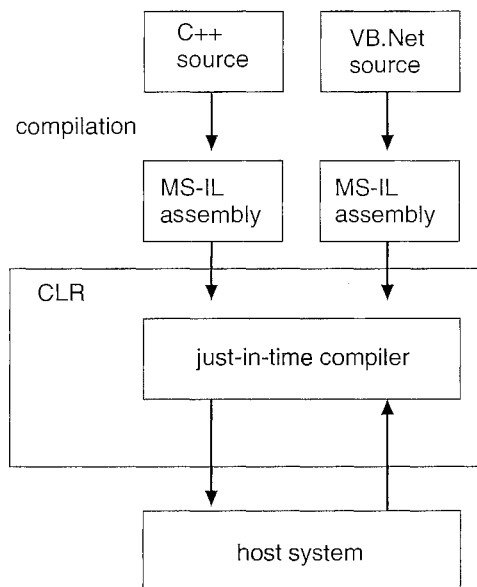 C++
source
VB.Net
source
compilation
MS-IL
assembly
MS-IL
assembly
CLR
just-in-time compiler
host system